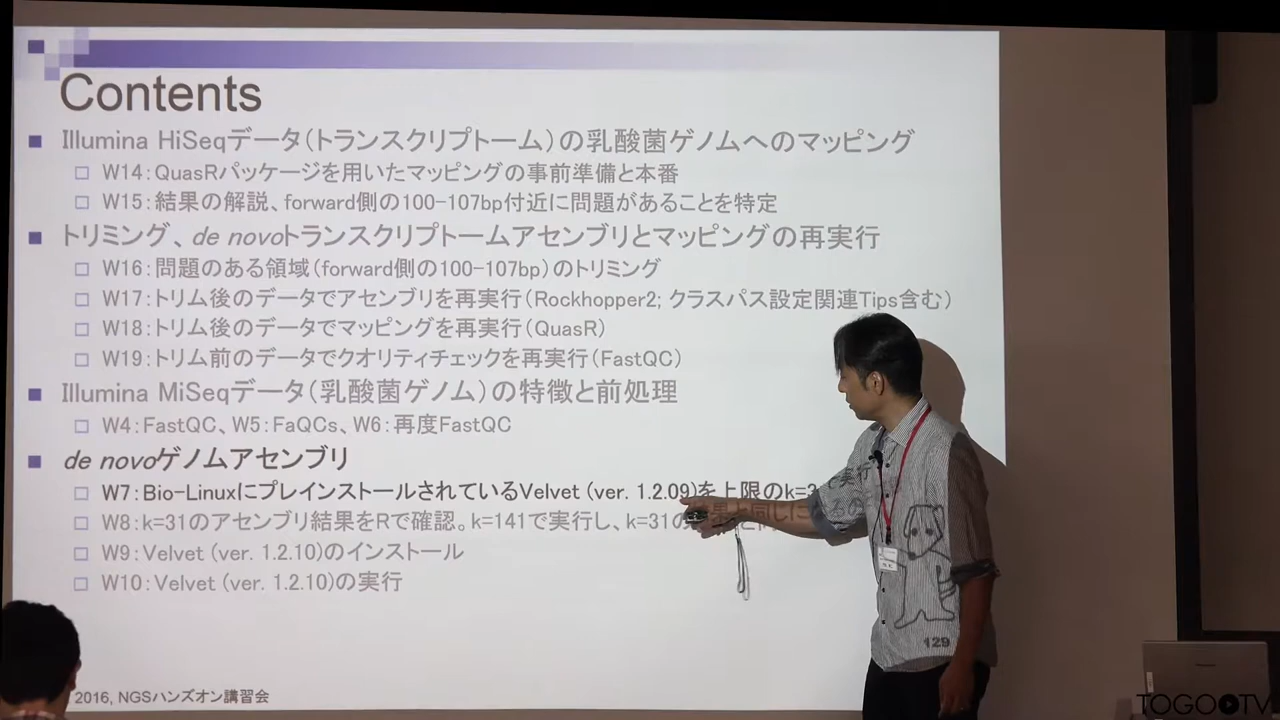 Contents
Illumina HiSeqデータ（トランスクリプトーム）の乳酸菌ゲノムへのマッピング
W14：QuasRパッケージを用いたマッピングの事前準備と本番
W15：結果の解説、forward側の100-107bp付近に問題があることを特定
トリミング、de novoトランスクリプトームアセンブリとマッピングの再実行
W16：問題のある領域（forward側の100-107bp）のトリミング
W17：トリム後のデータでアセンブリを再実行（Rockhopper2; クラスパス設定関連Tips含む）
W18：トリム後のデータでマッピングを再実行（QuasR）
W19：トリム前のデータでクオリティチェックを再実行（FastQC）
Illumina MiSeqデータ（乳酸菌ゲノム）の特徴と前処理
W4：FastQC、W5：FaQCs、W6：再度FastQC
de novoゲノムアセンブリ
W7：Bio-LinuxにプレインストールされているVelvet (ver. 1.2.09)を上限のk=3 で実行
W8：k=31のアセンブリ結果をRで確認。k=141で実行し、k=31の 果と同じに
W9：Velvet (ver. 1.2.10)のインストール
W10：Velvet (ver. 1.2.10)の実行
2016, NGSハンズオン講習会
129
TOGOTV